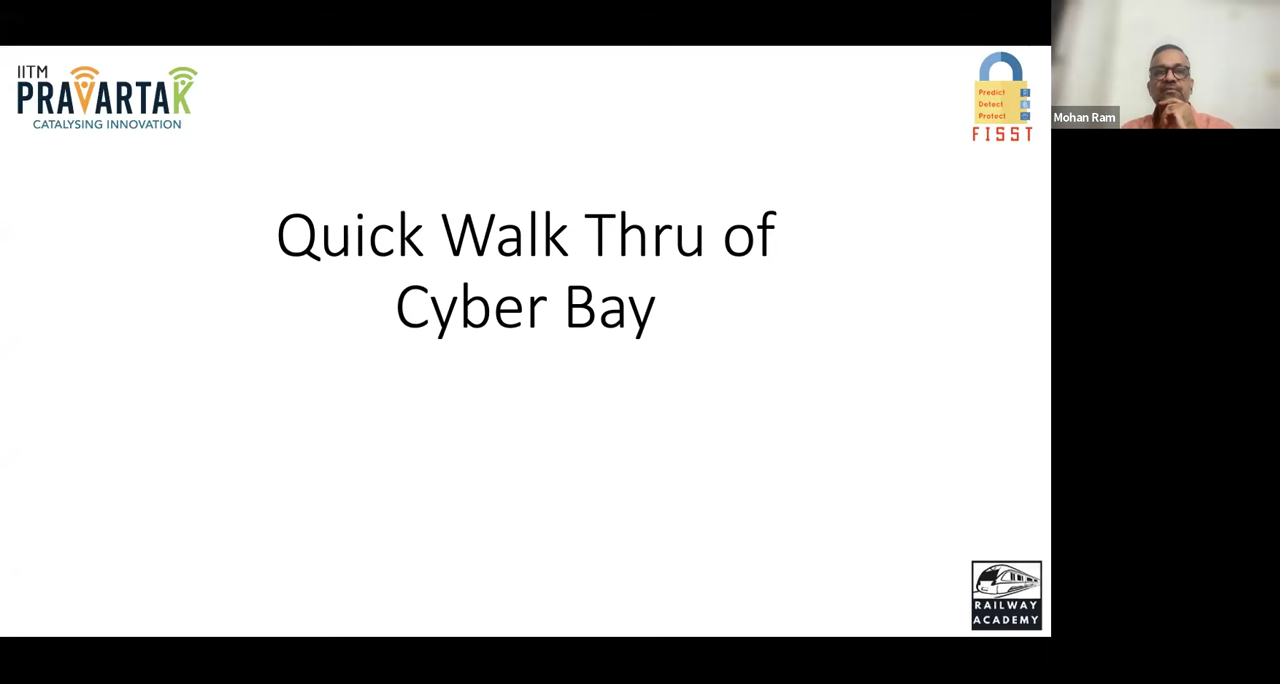 IITM
PRAVARTAK
CATALYSING INNOVATION
Predict
Detect
Protect
FISST
Mohan Ram
Quick Walk Thru of
Cyber Bay
RAILWAY
ACADEMY